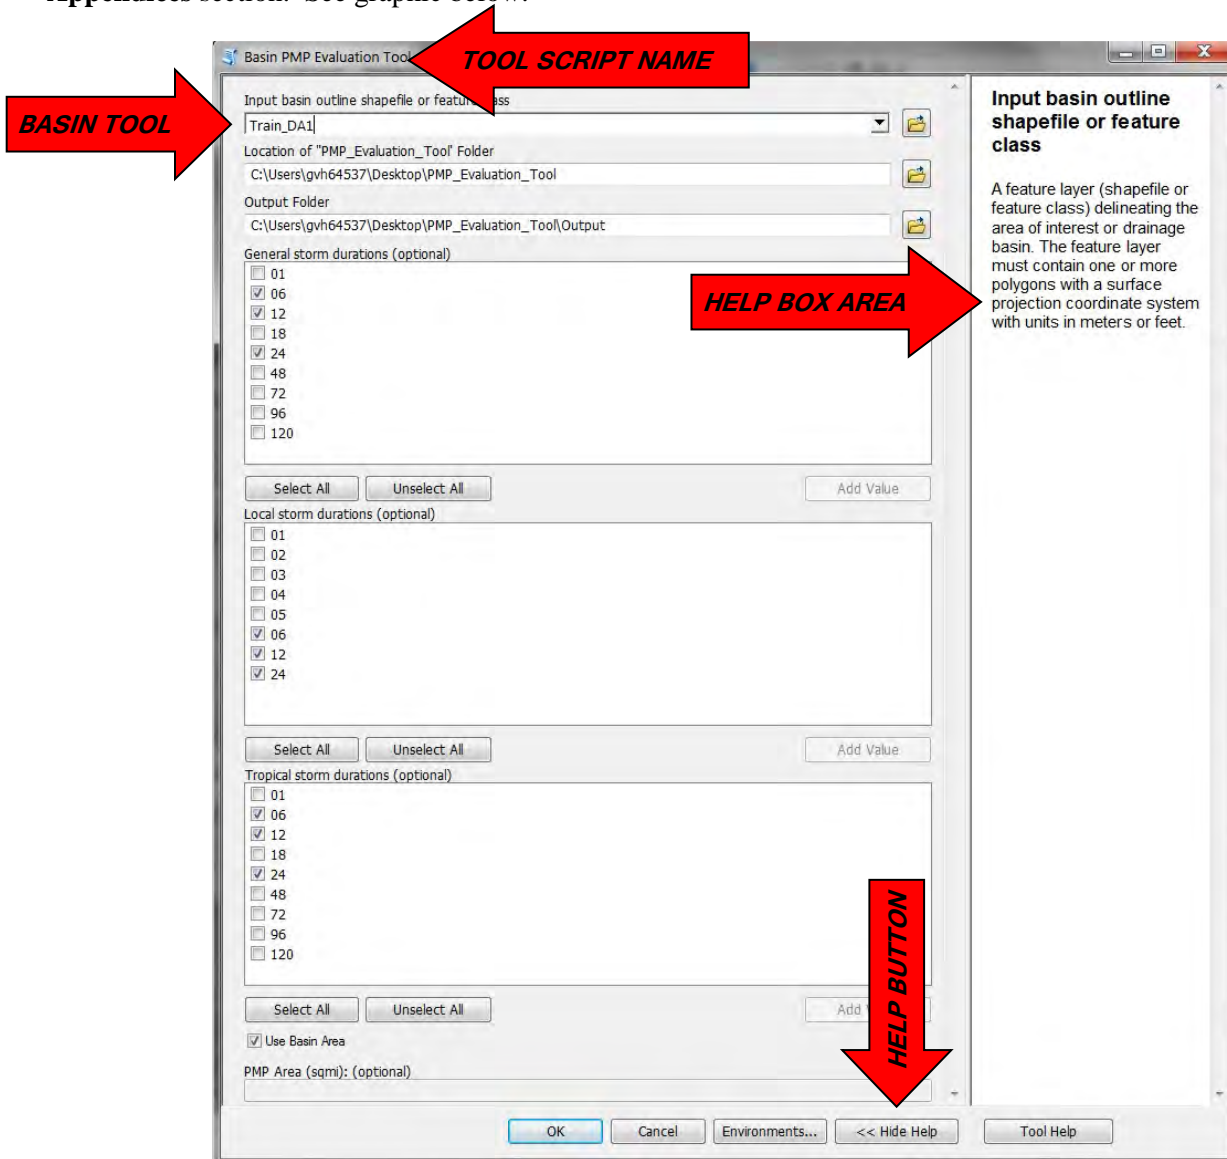 Appendices section. See graphic below.
Basin PMP Evaluation Tool
TOOL SCRIPT NAME
Input basin outline shapefile or feature class
BASIN TOOL
Train_DA1
Location of "PMP_Evaluation_Tool" Folder
C:\Users\gvh64537\Desktop\PMP_Evaluation_Tool
Output Folder
C:\Users\gvh64537\Desktop\PMP_Evaluation_Tool\Output
General storm durations (optional)
01
06
12
18
24
48
72
96
120
HELP BOX AREA
Select All
Unselect All
Add Value
Local storm durations (optional)
01
02
03
04
05
06
12
24
Select All
Unselect All
Add Value
Tropical storm durations (optional)
01
06
12
18
24
48
72
96
120
HELP BUTTON
Select All
Unselect All
Add
Use Basin Area
PMP Area (sqmi): (optional)
OK
Cancel
Environments...
<< Hide Help
Tool Help
Input basin outline
shapefile or feature
class
A feature layer (shapefile or
feature class) delineating the
area of interest or drainage
basin. The feature layer
must contain one or more
polygons with a surface
projection coordinate system
with units in meters or feet.